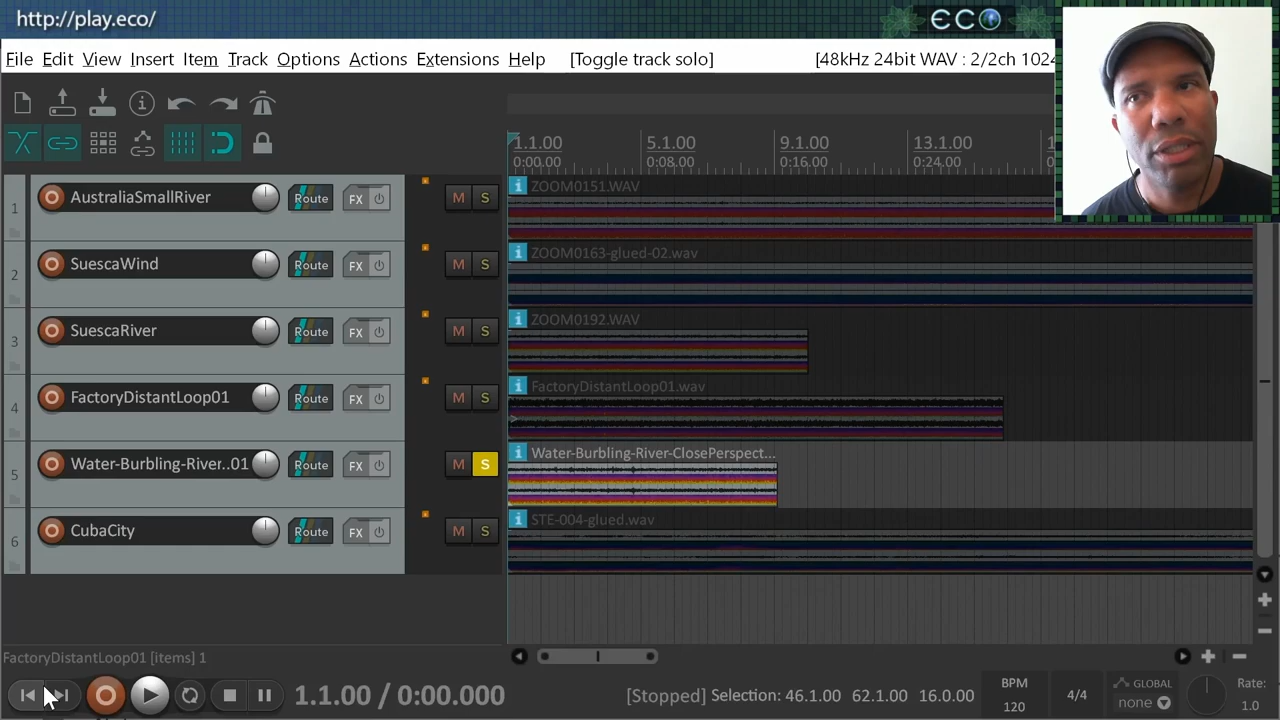 http://play.eco/
ECO
File Edit View Insert Item Track Options Actions Extensions Help [Toggle track solo] [48kHz 24bit WAV : 2/2ch 1024
1.1.00 5.1.00 9.1.00 13.1.00 1
0:00.00 0:08.00 0:16.00 0:24.00
1 AustraliaSmallRiver Route FX M S ZOOM0151.WAV
2 SuescaWind Route FX M S ZOOM0163-glued-02.wav
3 SuescaRiver Route FX M S ZOOM0192.WAV
4 FactoryDistantLoop01 Route FX M S FactoryDistantLoop01.wav
5 Water-Burbling-River..01 Route FX M S Water-Burbling-River-ClosePerspect...
6 CubaCity Route FX M S STE-004-glued.wav
FactoryDistantLoop01 [items] 1
1.1.00 / 0:00.000 [Stopped] Selection: 46.1.00 62.1.00 16.0.00 BPM 120 4/4 GLOBAL none Rate: 1.0